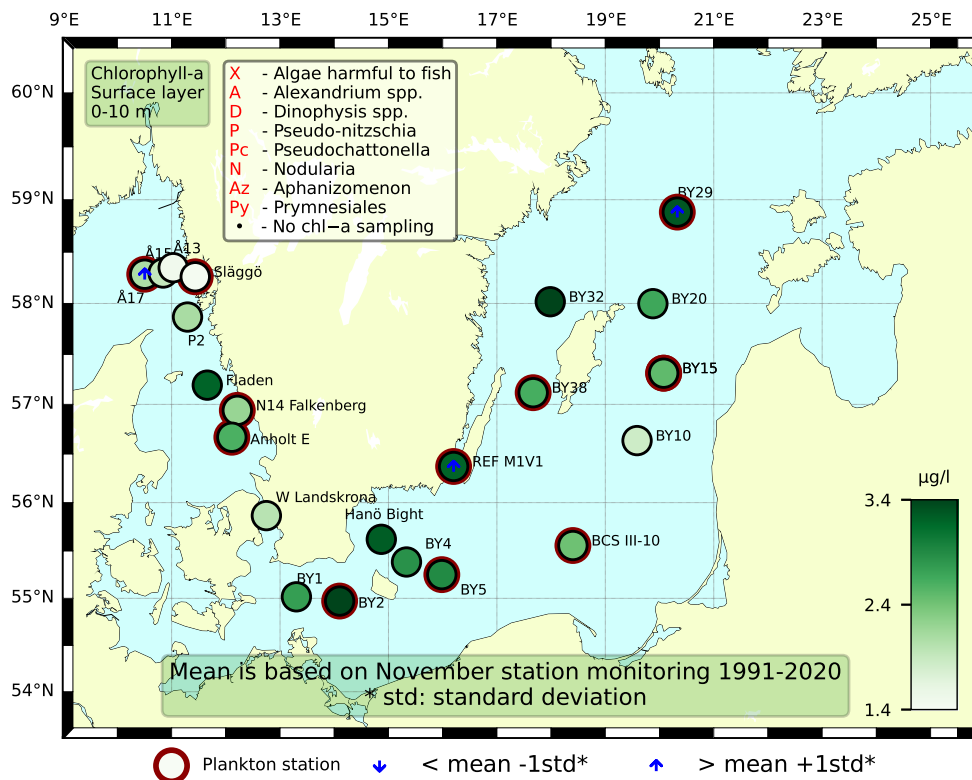 9°E 11°E 13°E 15°E 17°E 19°E 21°E 23°E 25°E
60°N
59°N
58°N
57°N
56°N
55°N
54°N
Chlorophyll-a
Surface layer
0-10 m
X - Algae harmful to fish
A - Alexandrium spp.
D - Dinophysis spp.
P - Pseudo-nitzschia
Pc - Pseudochattonella
N - Nodularia
Az - Aphanizomenon
Py - Prymnesiales
• - No chl−a sampling
BY29
Å15
Å13
Släggö
Å17
BY32
BY20
P2
BY15
Fladen
BY38
N14 Falkenberg
Anholt E
BY10
REF M1V1
W Landskrona
Hanö Bight
BCS III-10
BY4
BY1
BY5
BY2
µg/l
3.4
2.4
1.4
Mean is based on November station monitoring 1991-2020
* std: standard deviation
Plankton station
< mean -1std*
> mean +1std*